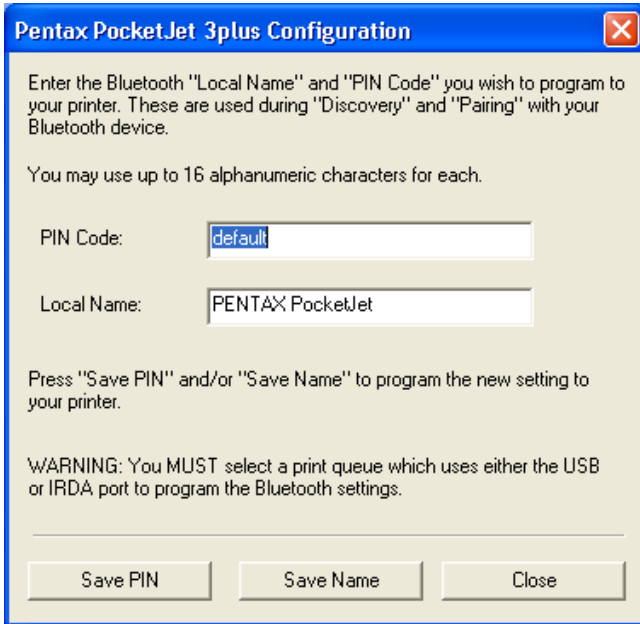 Pentax PocketJet 3plus Configuration
Enter the Bluetooth "Local Name" and "PIN Code" you wish to program to
your printer. These are used during "Discovery" and "Pairing" with your
Bluetooth device.
You may use up to 16 alphanumeric characters for each.
PIN Code: default
Local Name: PENTAX PocketJet
Press "Save PIN" and/or "Save Name" to program the new setting to
your printer.
WARNING: You MUST select a print queue which uses either the USB
or IRDA port to program the Bluetooth settings.
Save PIN Save Name Close